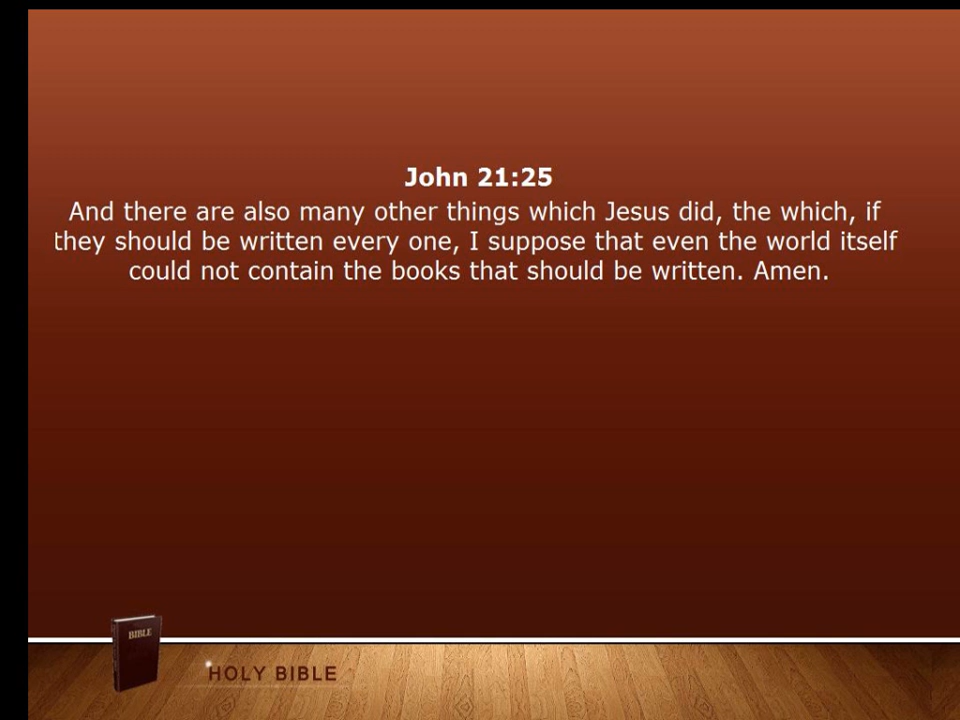 John 21:25
And there are also many other things which Jesus did, the which, if
they should be written every one, I suppose that even the world itself
could not contain the books that should be written. Amen.
BIBLE
HOLY BIBLE